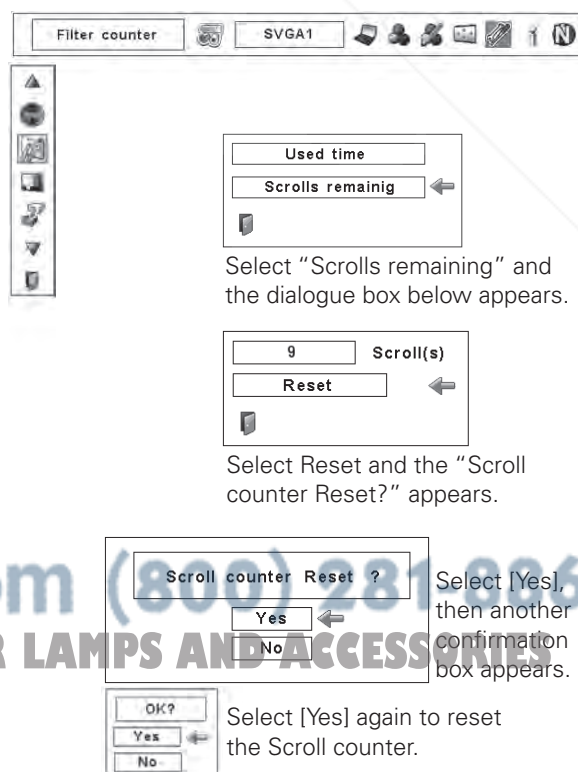 Filter counter SVGA1
Used time
Scrolls remainig
Select “Scrolls remaining” and
the dialogue box below appears.
9 Scroll(s)
Reset
Select Reset and the “Scroll
counter Reset?” appears.
Scroll counter Reset ?
Yes
No
Select [Yes],
then another
confirmation
box appears.
om (800) 281-886
R LAMPS AND ACCESSORIES
OK?
Yes
No
Select [Yes] again to reset
the Scroll counter.